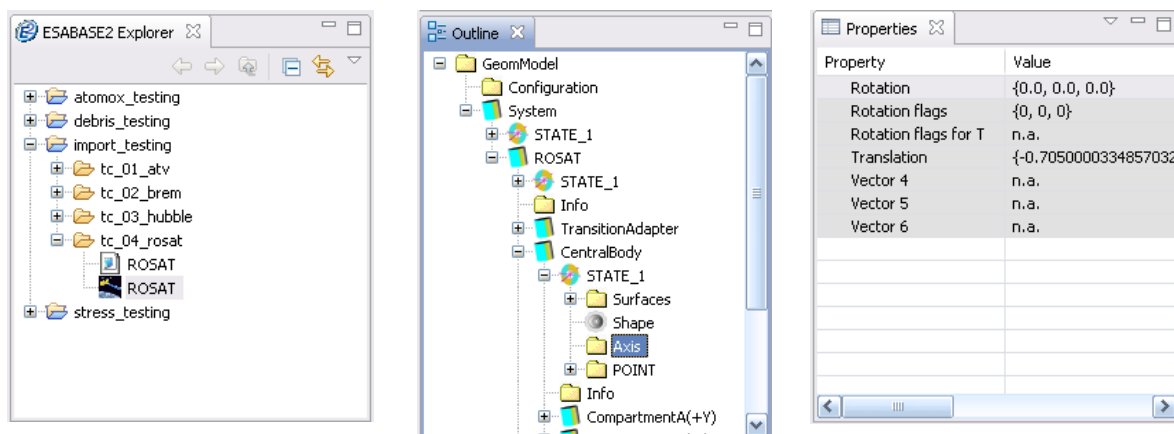 ESABASE2 Explorer
atomox_testing
debris_testing
import_testing
tc_01_atv
tc_02_brem
tc_03_hubble
tc_04_rosat
ROSAT
ROSAT
stress_testing
Outline
GeomModel
Configuration
System
STATE_1
ROSAT
STATE_1
Info
TransitionAdapter
CentralBody
STATE_1
Surfaces
Shape
Axis
POINT
Info
CompartmentA(+Y)
Properties
Property Value
Rotation {0.0, 0.0, 0.0}
Rotation flags {0, 0, 0}
Rotation flags for T n.a.
Translation {-0.7050000334857032
Vector 4 n.a.
Vector 5 n.a.
Vector 6 n.a.